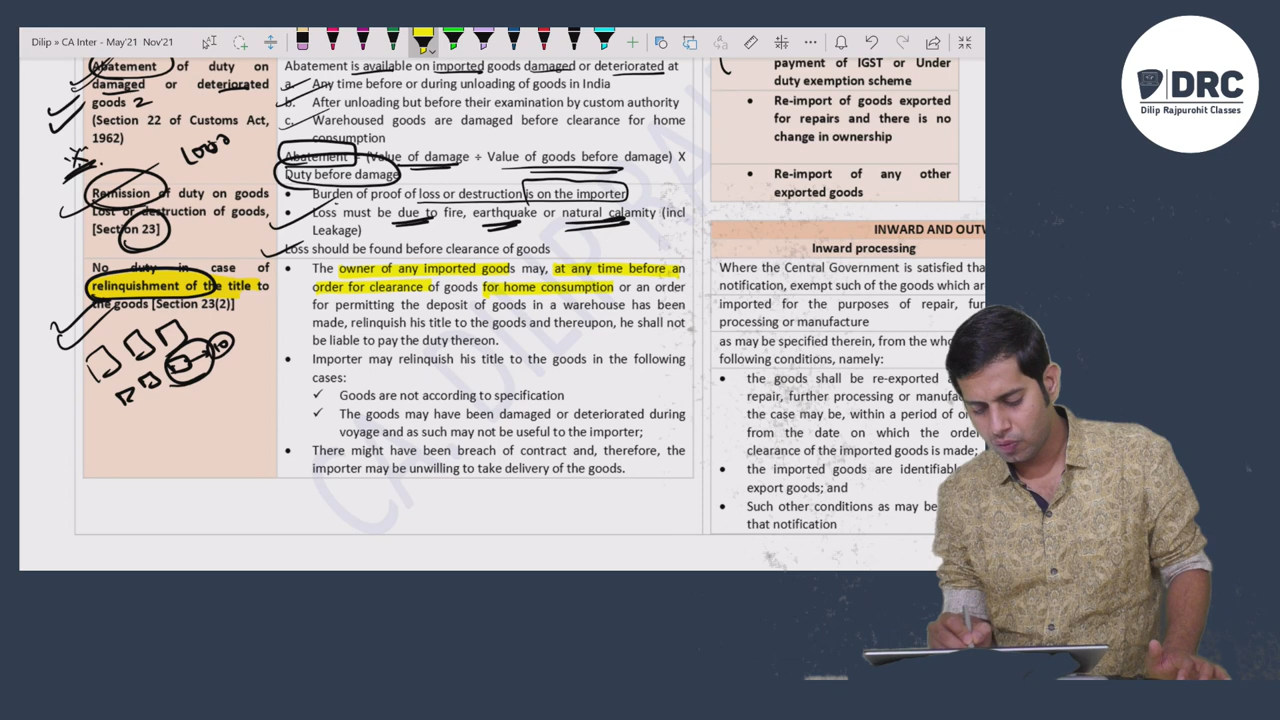 Dilip » CA Inter - May'21 Nov'21
DRC
Dilip Rajpurohit Classes
Abatement of duty on
damaged or deteriorated
goods 2
(Section 22 of Customs Act,
1962)
1000
Remission of duty on goods
Lost or destruction of goods,
[Section 23]
No duty in case of
relinquishment of the title to
the goods [Section 23(2)]
10
Abatement is available on imported goods damaged or deteriorated at
a. Any time before or during unloading of goods in India
b. After unloading but before their examination by custom authority
c. Warehoused goods are damaged before clearance for home
consumption
Abatement = (Value of damage ÷ Value of goods before damage) X
Duty before damage
• Burden of proof of loss or destruction is on the importer
• Loss must be due to fire, earthquake or natural calamity (incl
Leakage)
Loss should be found before clearance of goods
• The owner of any imported goods may, at any time before an
order for clearance of goods for home consumption or an order
for permitting the deposit of goods in a warehouse has been
made, relinquish his title to the goods and thereupon, he shall not
be liable to pay the duty thereon.
• Importer may relinquish his title to the goods in the following
cases:
✓ Goods are not according to specification
✓ The goods may have been damaged or deteriorated during
voyage and as such may not be useful to the importer;
• There might have been breach of contract and, therefore, the
importer may be unwilling to take delivery of the goods.
payment of IGST or Under
duty exemption scheme
• Re-import of goods exported
for repairs and there is no
change in ownership
• Re-import of any other
exported goods
INWARD AND
Inward processing
Where the Central Government is satisfied tha
notification, exempt such of the goods which ar
imported for the purposes of repair, fur
processing or manufacture
as may be specified therein, from the who
following conditions, namely:
• the goods shall be re-exported
repair, further processing or manufac
the case may be, within a period of
from the date on which the order
clearance of the imported goods is made;
• the imported goods are identifiab
export goods; and
• Such other conditions as may be
that notification